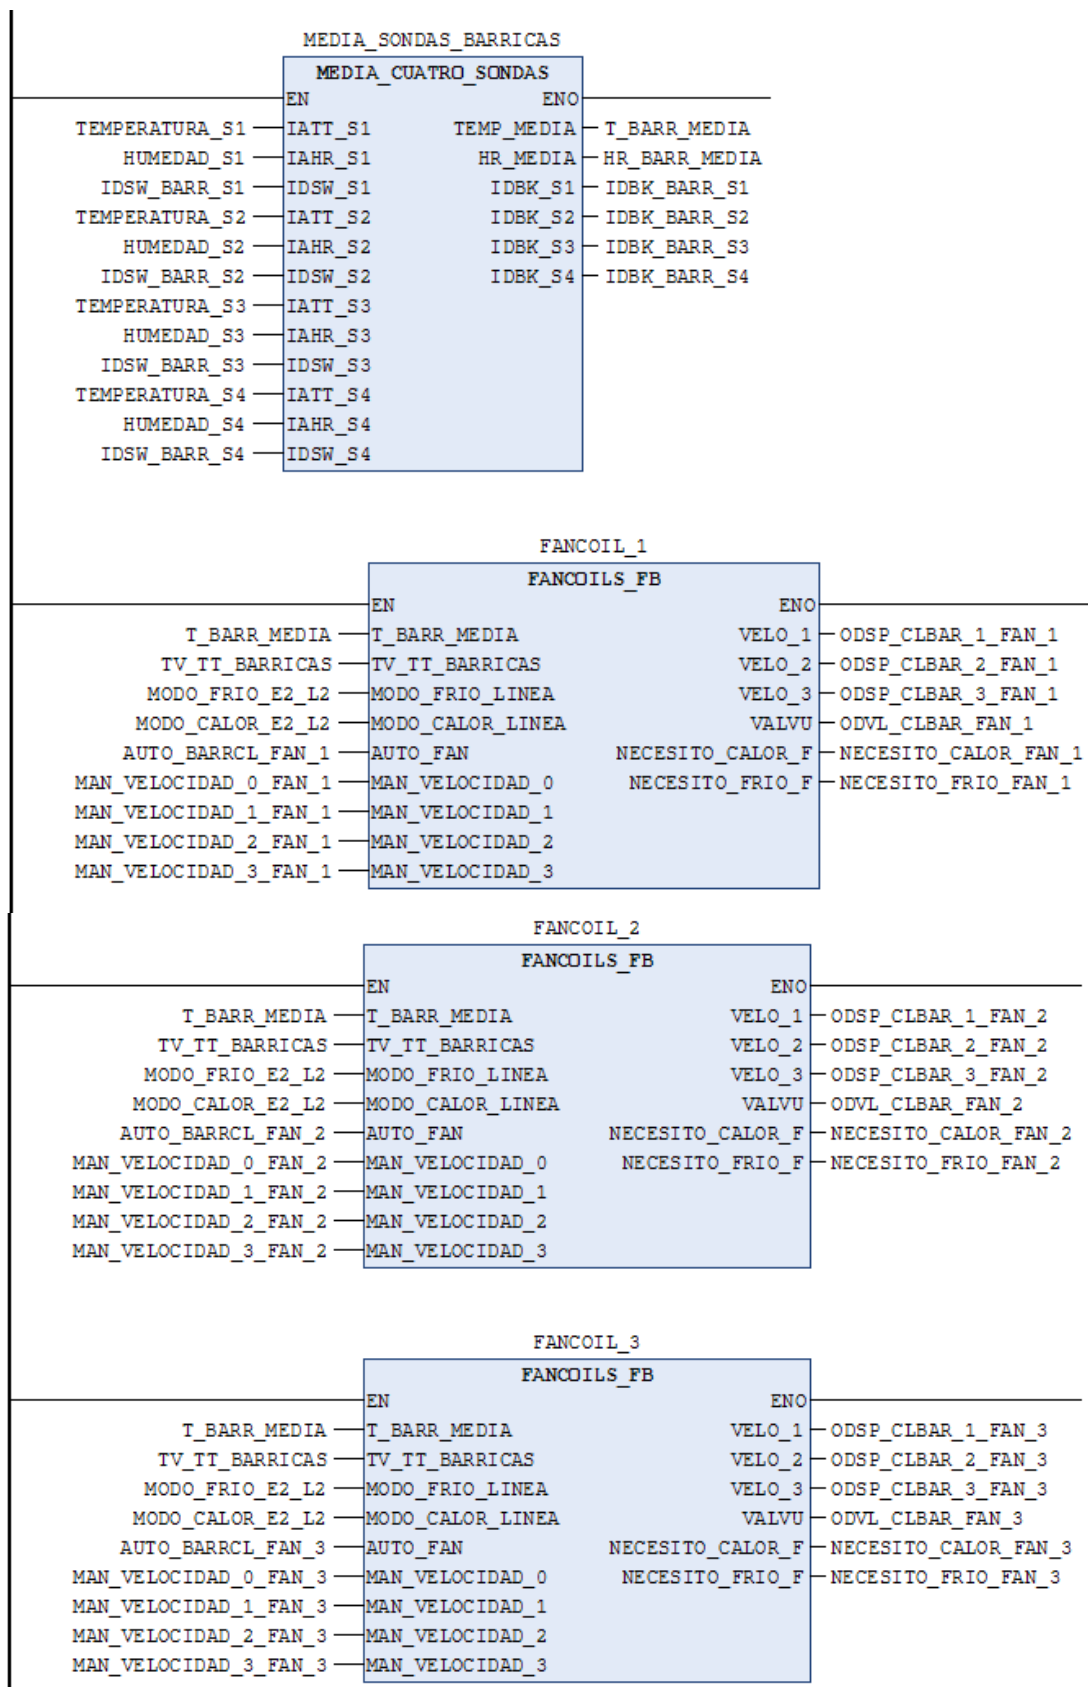 MEDIA_SONDAS_BARRICAS
MEDIA_CUATRO_SONDAS
EN ENO
TEMPERATURA_S1 IATT_S1 TEMP_MEDIA T_BARR_MEDIA
HUMEDAD_S1 IAHR_S1 HR_MEDIA HR_BARR_MEDIA
IDSW_BARR_S1 IDSW_S1 IDBK_S1 IDBK_BARR_S1
TEMPERATURA_S2 IATT_S2 IDBK_S2 IDBK_BARR_S2
HUMEDAD_S2 IAHR_S2 IDBK_S3 IDBK_BARR_S3
IDSW_BARR_S2 IDSW_S2 IDBK_S4 IDBK_BARR_S4
TEMPERATURA_S3 IATT_S3
HUMEDAD_S3 IAHR_S3
IDSW_BARR_S3 IDSW_S3
TEMPERATURA_S4 IATT_S4
HUMEDAD_S4 IAHR_S4
IDSW_BARR_S4 IDSW_S4
FANCOIL_1
FANCOILS_FB
EN ENO
T_BARR_MEDIA T_BARR_MEDIA VELO_1 ODSP_CLBAR_1_FAN_1
TV_TT_BARRICAS TV_TT_BARRICAS VELO_2 ODSP_CLBAR_2_FAN_1
MODO_FRIO_E2_L2 MODO_FRIO_LINEA VELO_3 ODSP_CLBAR_3_FAN_1
MODO_CALOR_E2_L2 MODO_CALOR_LINEA VALVU ODVL_CLBAR_FAN_1
AUTO_BARRCL_FAN_1 AUTO_FAN NECESITO_CALOR_F NECESITO_CALOR_FAN_1
MAN_VELOCIDAD_0_FAN_1 MAN_VELOCIDAD_0 NECESITO_FRIO_F NECESITO_FRIO_FAN_1
MAN_VELOCIDAD_1_FAN_1 MAN_VELOCIDAD_1
MAN_VELOCIDAD_2_FAN_1 MAN_VELOCIDAD_2
MAN_VELOCIDAD_3_FAN_1 MAN_VELOCIDAD_3
FANCOIL_2
FANCOILS_FB
EN ENO
T_BARR_MEDIA T_BARR_MEDIA VELO_1 ODSP_CLBAR_1_FAN_2
TV_TT_BARRICAS TV_TT_BARRICAS VELO_2 ODSP_CLBAR_2_FAN_2
MODO_FRIO_E2_L2 MODO_FRIO_LINEA VELO_3 ODSP_CLBAR_3_FAN_2
MODO_CALOR_E2_L2 MODO_CALOR_LINEA VALVU ODVL_CLBAR_FAN_2
AUTO_BARRCL_FAN_2 AUTO_FAN NECESITO_CALOR_F NECESITO_CALOR_FAN_2
MAN_VELOCIDAD_0_FAN_2 MAN_VELOCIDAD_0 NECESITO_FRIO_F NECESITO_FRIO_FAN_2
MAN_VELOCIDAD_1_FAN_2 MAN_VELOCIDAD_1
MAN_VELOCIDAD_2_FAN_2 MAN_VELOCIDAD_2
MAN_VELOCIDAD_3_FAN_2 MAN_VELOCIDAD_3
FANCOIL_3
FANCOILS_FB
EN ENO
T_BARR_MEDIA T_BARR_MEDIA VELO_1 ODSP_CLBAR_1_FAN_3
TV_TT_BARRICAS TV_TT_BARRICAS VELO_2 ODSP_CLBAR_2_FAN_3
MODO_FRIO_E2_L2 MODO_FRIO_LINEA VELO_3 ODSP_CLBAR_3_FAN_3
MODO_CALOR_E2_L2 MODO_CALOR_LINEA VALVU ODVL_CLBAR_FAN_3
AUTO_BARRCL_FAN_3 AUTO_FAN NECESITO_CALOR_F NECESITO_CALOR_FAN_3
MAN_VELOCIDAD_0_FAN_3 MAN_VELOCIDAD_0 NECESITO_FRIO_F NECESITO_FRIO_FAN_3
MAN_VELOCIDAD_1_FAN_3 MAN_VELOCIDAD_1
MAN_VELOCIDAD_2_FAN_3 MAN_VELOCIDAD_2
MAN_VELOCIDAD_3_FAN_3 MAN_VELOCIDAD_3